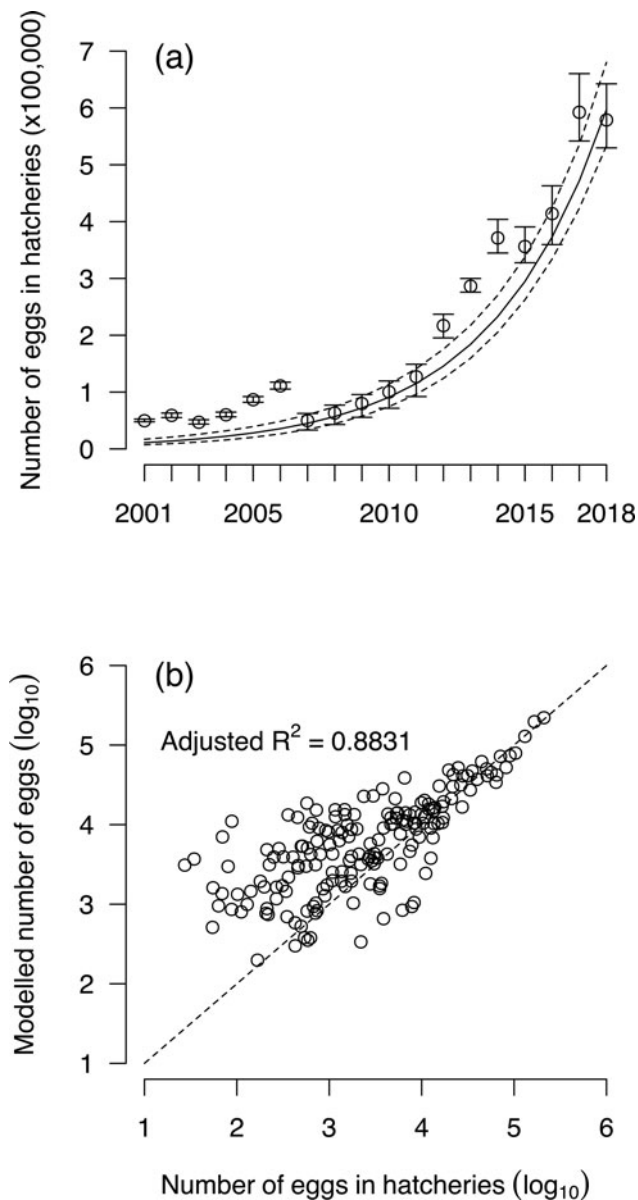 (a)
Number of eggs in hatcheries (x100,000)
7
6
5
4
3
2
1
0
2001 2005 2010 2015 2018
(b)
Adjusted R² = 0.8831
Modelled number of eggs (log₁₀)
6
5
4
3
2
1
1 2 3 4 5 6
Number of eggs in hatcheries (log₁₀)